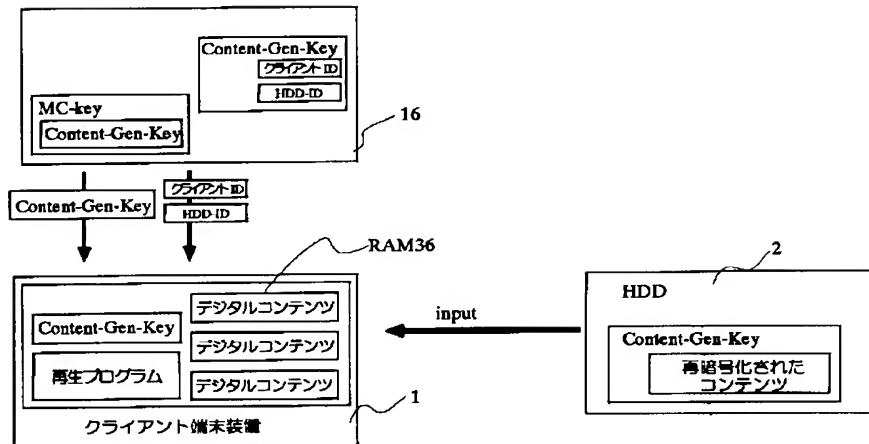 Content-Gen-Key
クライアントID
HDD-ID
MC-key
Content-Gen-Key
16
Content-Gen-Key
クライアントID
HDD-ID
RAM36
デジタルコンテンツ
Content-Gen-Key
デジタルコンテンツ
再生プログラム
デジタルコンテンツ
1
クライアント端末装置
input
2
HDD
Content-Gen-Key
再暗号化された
コンテンツ